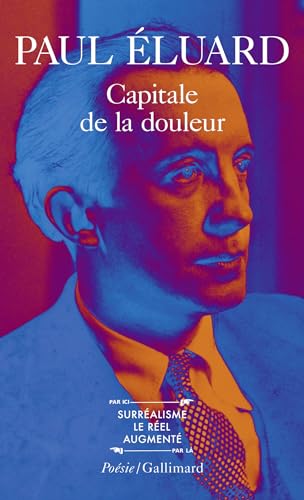 PAUL ÉLUARD
Capitale
de la douleur
PAR ICI
SURRÉALISME
LE RÉEL
AUGMENTÉ
PAR LÀ
Poésie/Gallimard